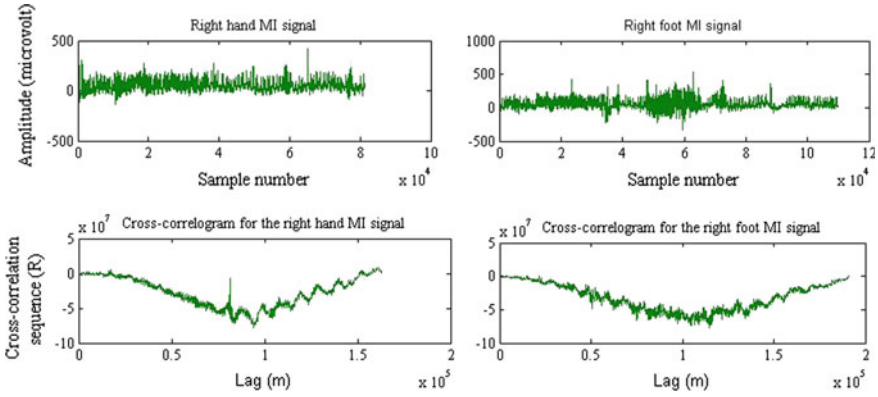 Right hand MI signal
Right foot MI signal
Amplitude (microvolt)
500
0
-500
1000
500
0
-500
0 2 4 6 8 10
0 2 4 6 8 10 12
Sample number
x 10^4
Sample number
x 10^4
Cross-correlogram for the right hand MI signal
Cross-correlogram for the right foot MI signal
Cross-correlation
sequence (R)
x 10^7
5
0
-5
-10
x 10^7
5
0
-5
-10
0 0.5 1 1.5 2
0 0.5 1 1.5 2
Lag (m)
x 10^5
Lag (m)
x 10^5